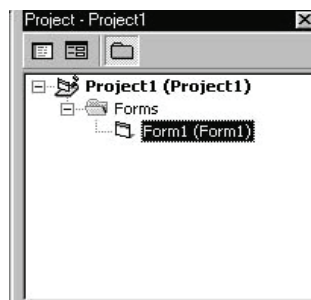 Project - Project1
Project1 (Project1)
Forms
Form1 (Form1)